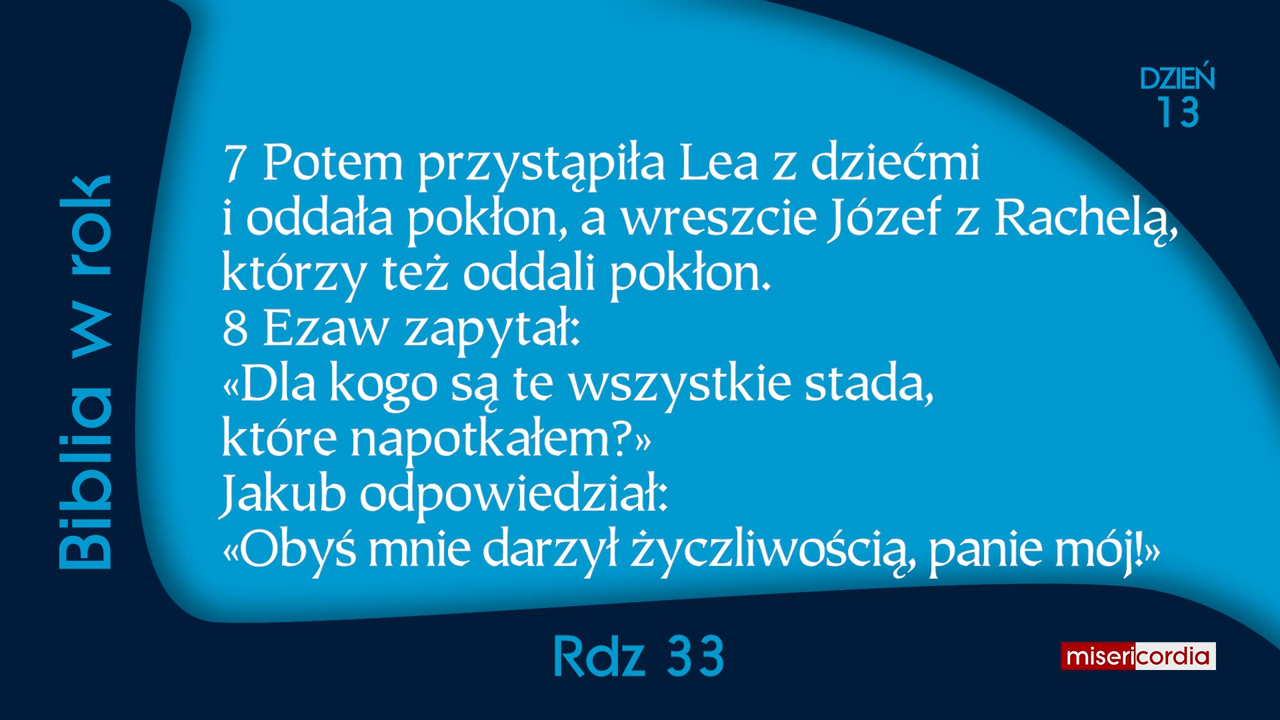 DZIEŃ
13
Biblia w rok
7 Potem przystąpiła Lea z dziećmi
i oddała pokłon, a wreszcie Józef z Rachelą,
którzy też oddali pokłon.
8 Ezaw zapytał:
«Dla kogo są te wszystkie stada,
które napotkałem?»
Jakub odpowiedział:
«Obyś mnie darzył życzliwością, panie mój!»
Rdz 33
misericordia